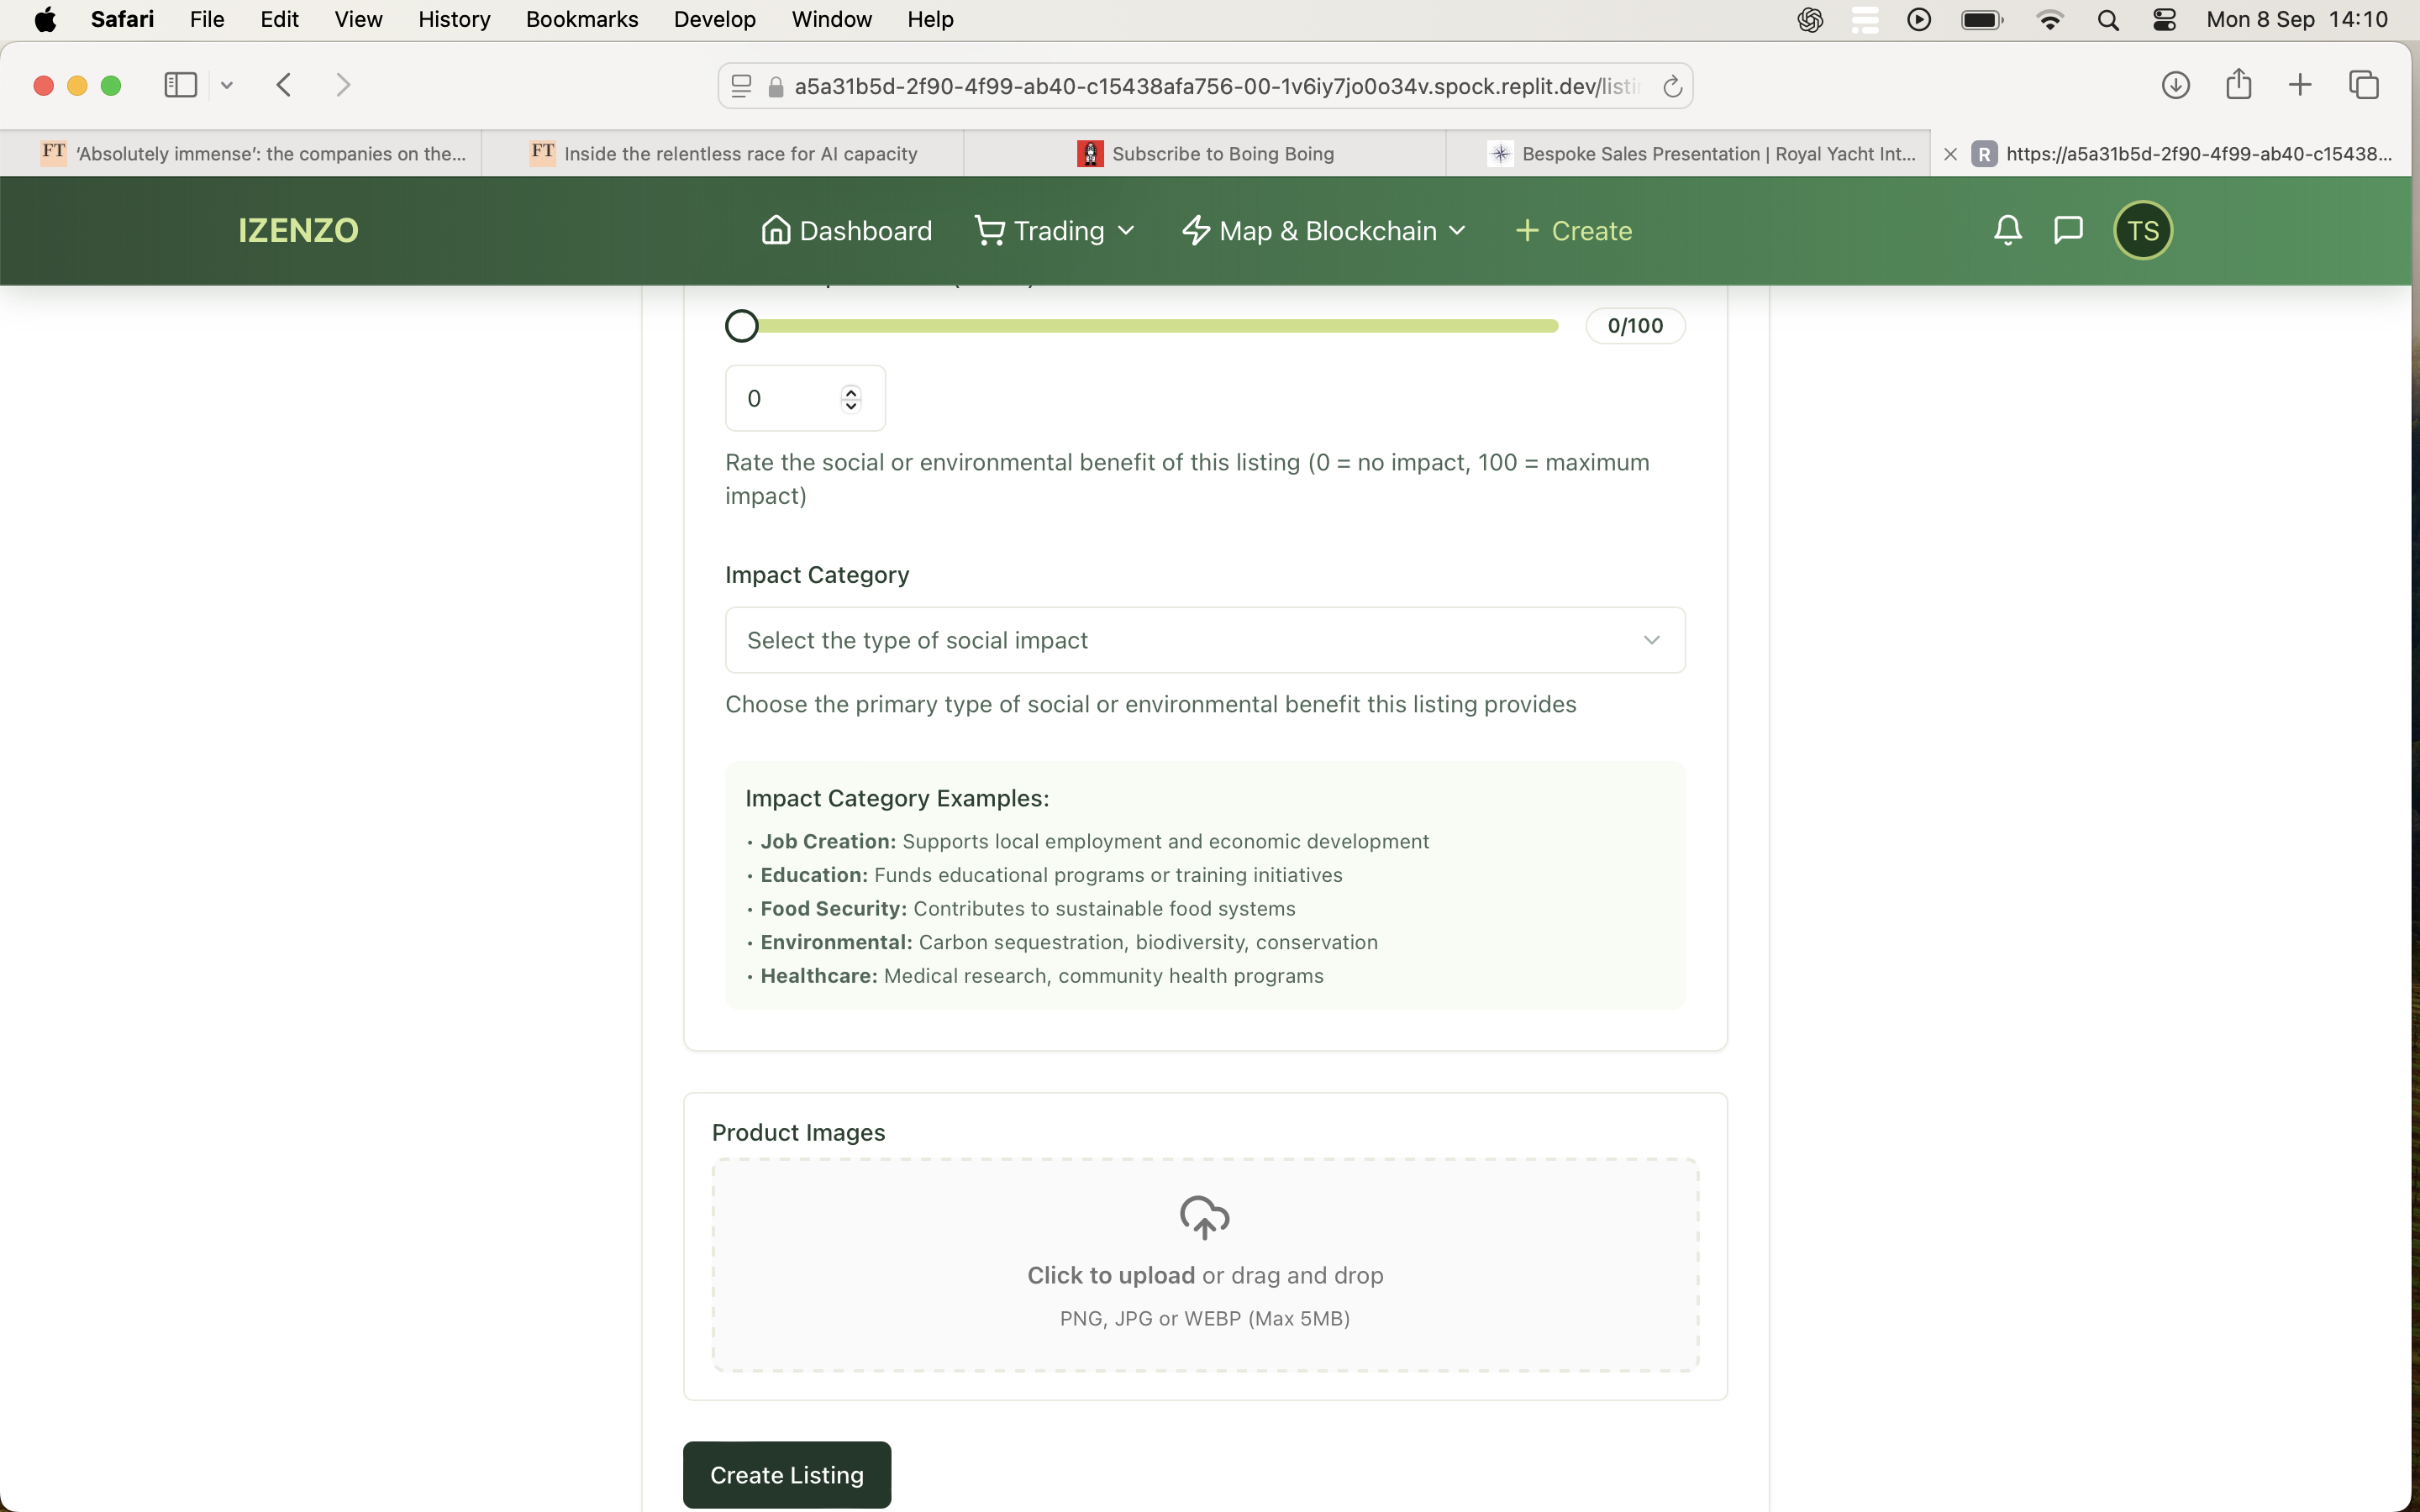 Safari File Edit View History Bookmarks Develop Window Help Mon 8 Sep 14:10
a5a31b5d-2f90-4f99-ab40-c15438afa756-00-1v6iy7jo0o34v.spock.replit.dev/listi
FT 'Absolutely immense': the companies on the... FT Inside the relentless race for AI capacity Subscribe to Boing Boing Bespoke Sales Presentation | Royal Yacht Int... R https://a5a31b5d-2f90-4f99-ab40-c15438...
IZENZO Dashboard Trading Map & Blockchain + Create TS
0/100
0
Rate the social or environmental benefit of this listing (0 = no impact, 100 = maximum
impact)
Impact Category
Select the type of social impact
Choose the primary type of social or environmental benefit this listing provides
Impact Category Examples:
• Job Creation: Supports local employment and economic development
• Education: Funds educational programs or training initiatives
• Food Security: Contributes to sustainable food systems
• Environmental: Carbon sequestration, biodiversity, conservation
• Healthcare: Medical research, community health programs
Product Images
Click to upload or drag and drop
PNG, JPG or WEBP (Max 5MB)
Create Listing